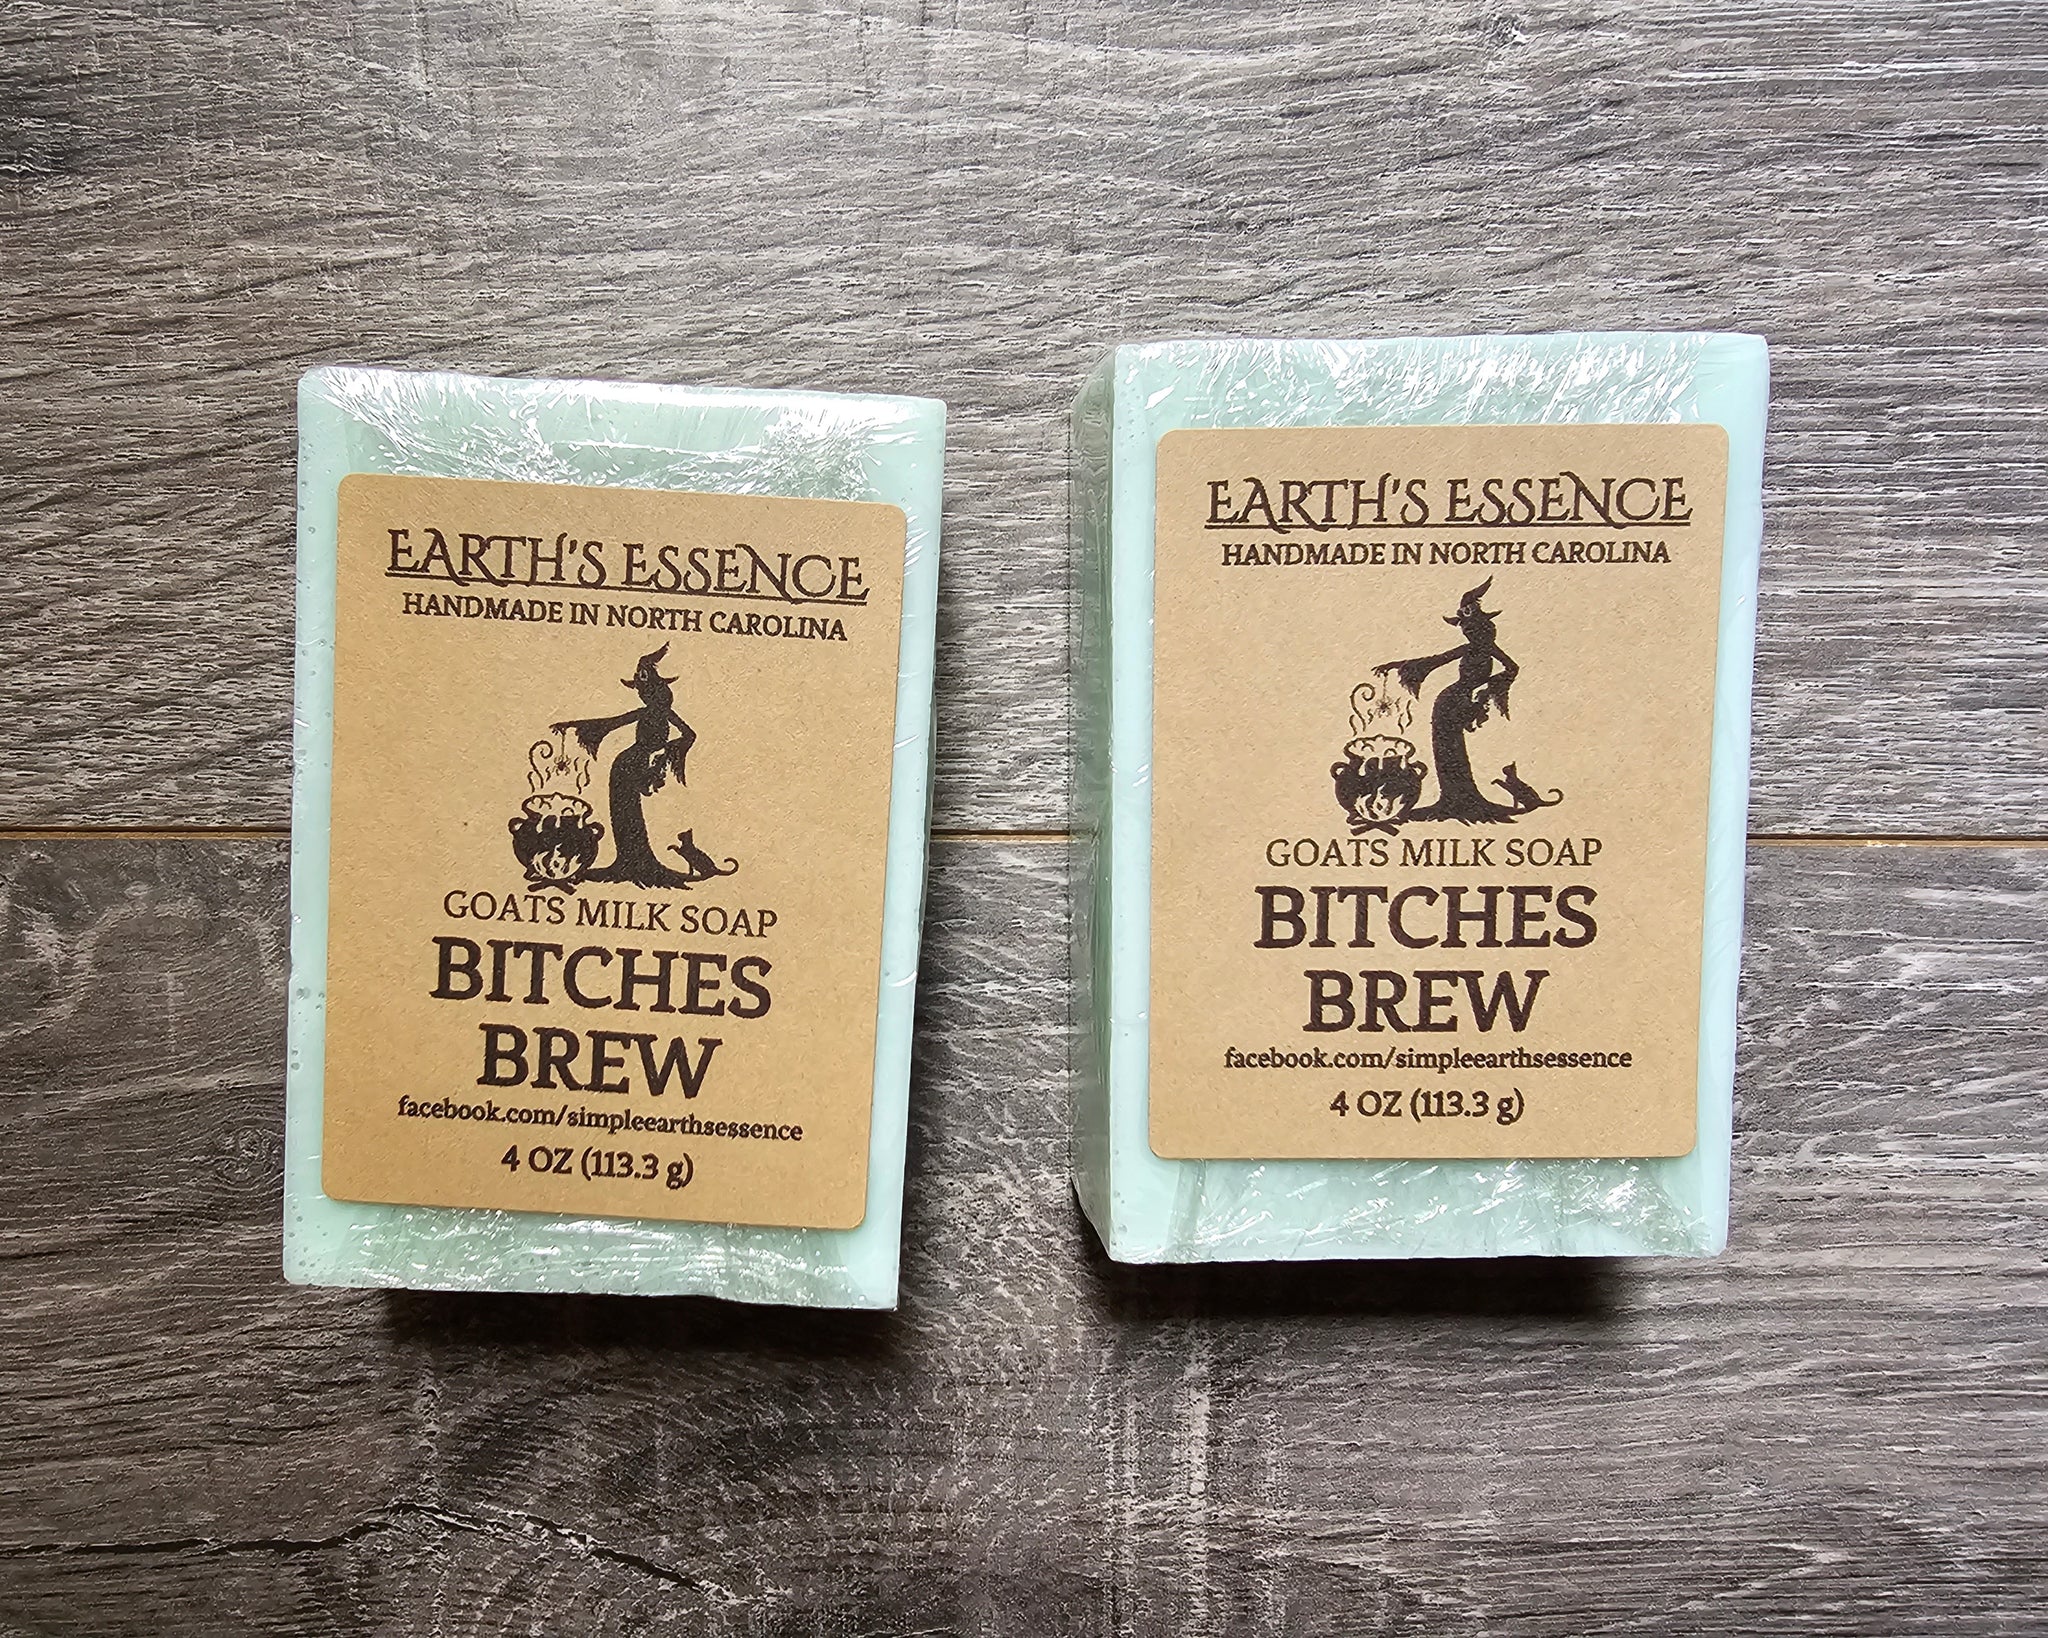 EARTH'S ESSENCE
HANDMADE IN NORTH CAROLINA
GOATS MILK SOAP
BITCHES
BREW
facebook.com/simpleearthsessence
4 OZ (113.3 g)
EARTH'S ESSENCE
HANDMADE IN NORTH CAROLINA
GOATS MILK SOAP
BITCHES
BREW
facebook.com/simpleearthsessence
4 OZ (113.3 g)